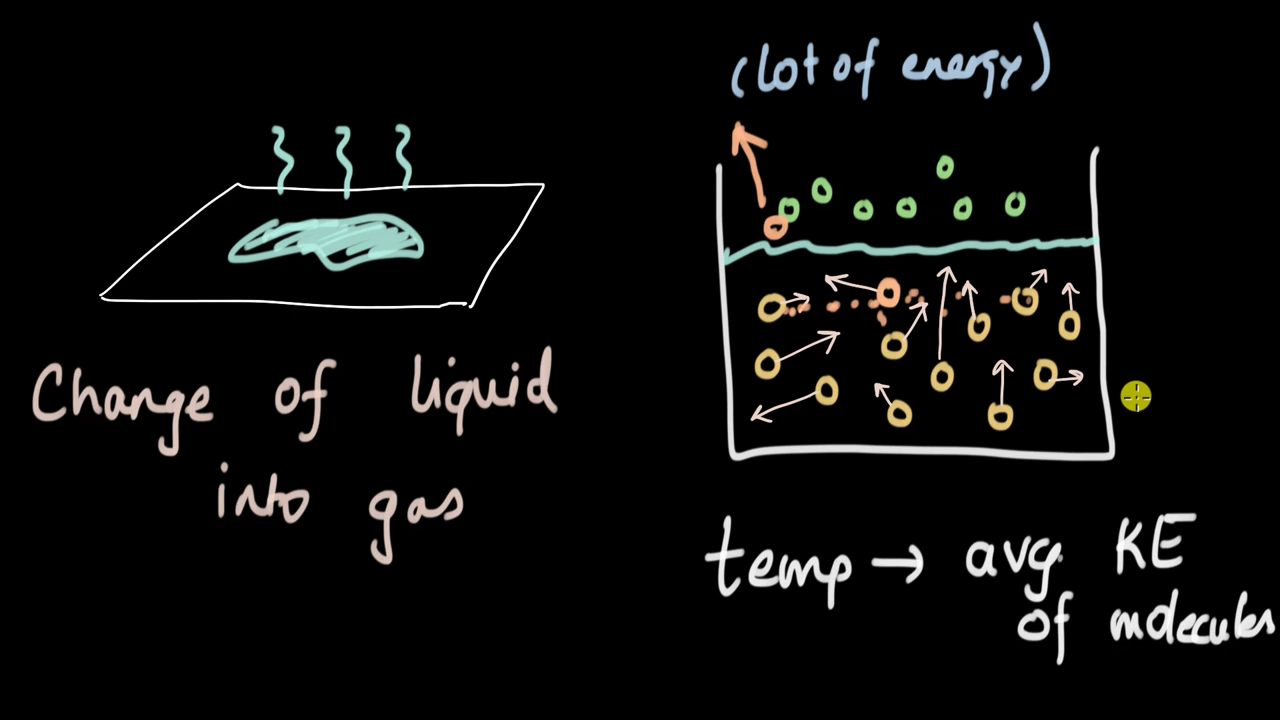 Change of liquid
into gas
(lot of energy)
temp → avg. KE
of molecules